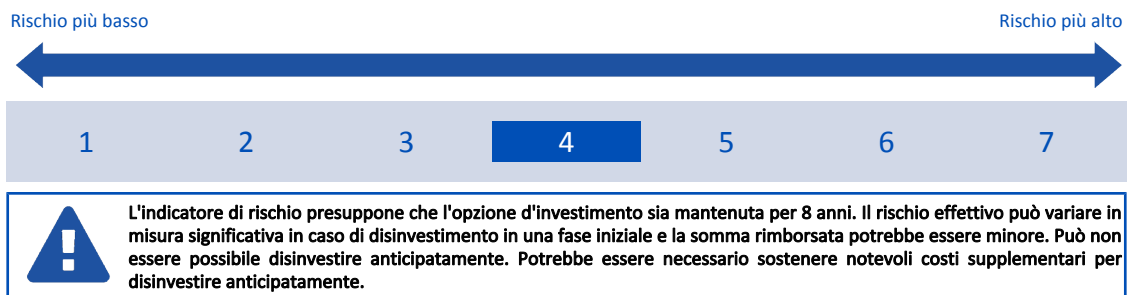 Rischio più basso Rischio più alto
1 2 3 4 5 6 7
L'indicatore di rischio presuppone che l'opzione d'investimento sia mantenuta per 8 anni. Il rischio effettivo può variare in
misura significativa in caso di disinvestimento in una fase iniziale e la somma rimborsata potrebbe essere minore. Può non
essere possibile disinvestire anticipatamente. Potrebbe essere necessario sostenere notevoli costi supplementari per
disinvestire anticipatamente.